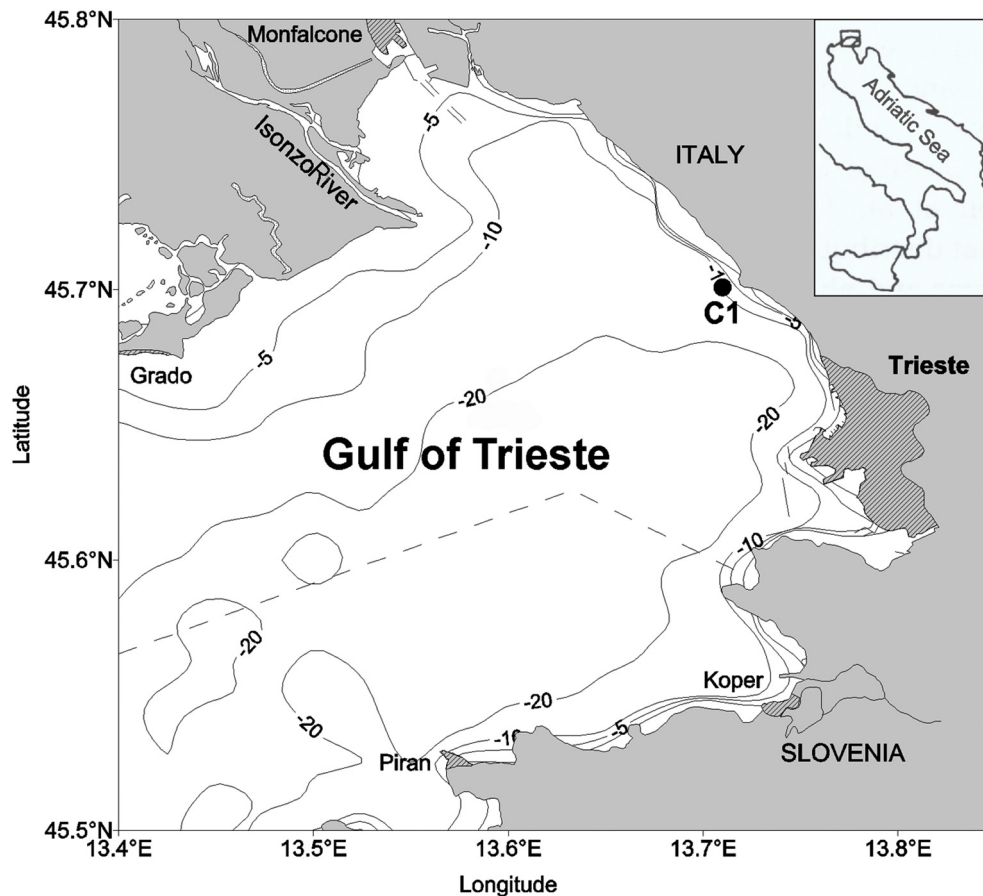 45.8°N
Monfalcone
Adriatic Sea
-5
IsonzoRiver
ITALY
-10
45.7°N
-1
C1
-5
-5
Grado
Trieste
-20
-20
Latitude
Gulf of Trieste
45.6°N
-10
-20
Koper
-20
-20
-5
Piran
SLOVENIA
45.5°N
13.4°E
13.5°E
13.6°E
13.7°E
13.8°E
Longitude